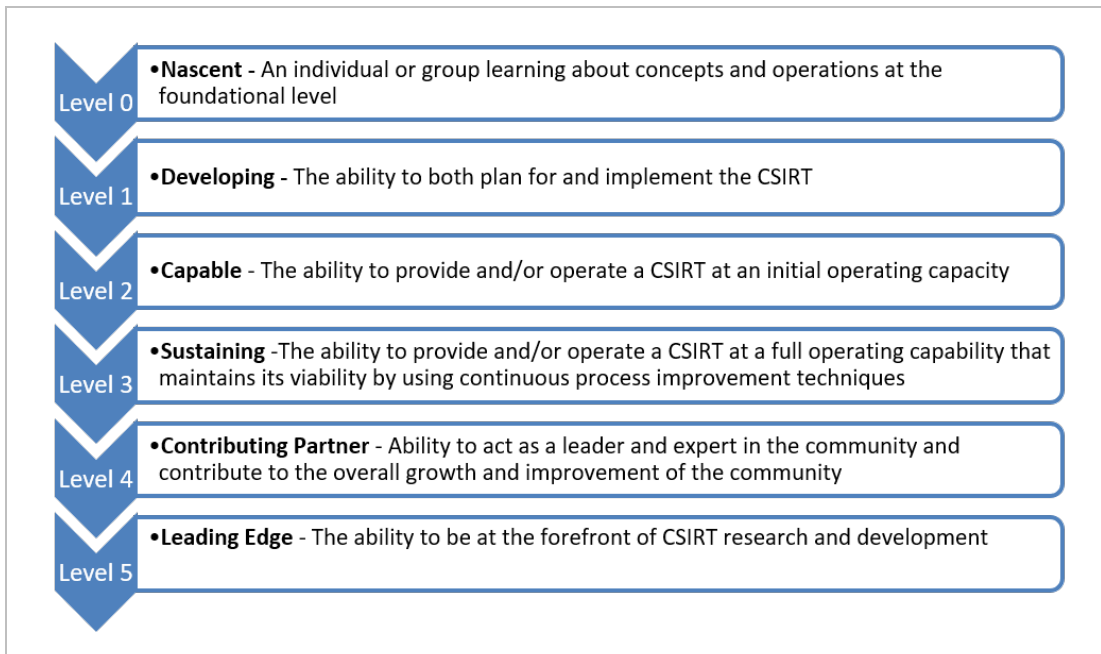 Level 0
•Nascent - An individual or group learning about concepts and operations at the
foundational level
Level 1
•Developing - The ability to both plan for and implement the CSIRT
Level 2
•Capable - The ability to provide and/or operate a CSIRT at an initial operating capacity
Level 3
•Sustaining -The ability to provide and/or operate a CSIRT at a full operating capability that
maintains its viability by using continuous process improvement techniques
Level 4
•Contributing Partner - Ability to act as a leader and expert in the community and
contribute to the overall growth and improvement of the community
Level 5
•Leading Edge - The ability to be at the forefront of CSIRT research and development